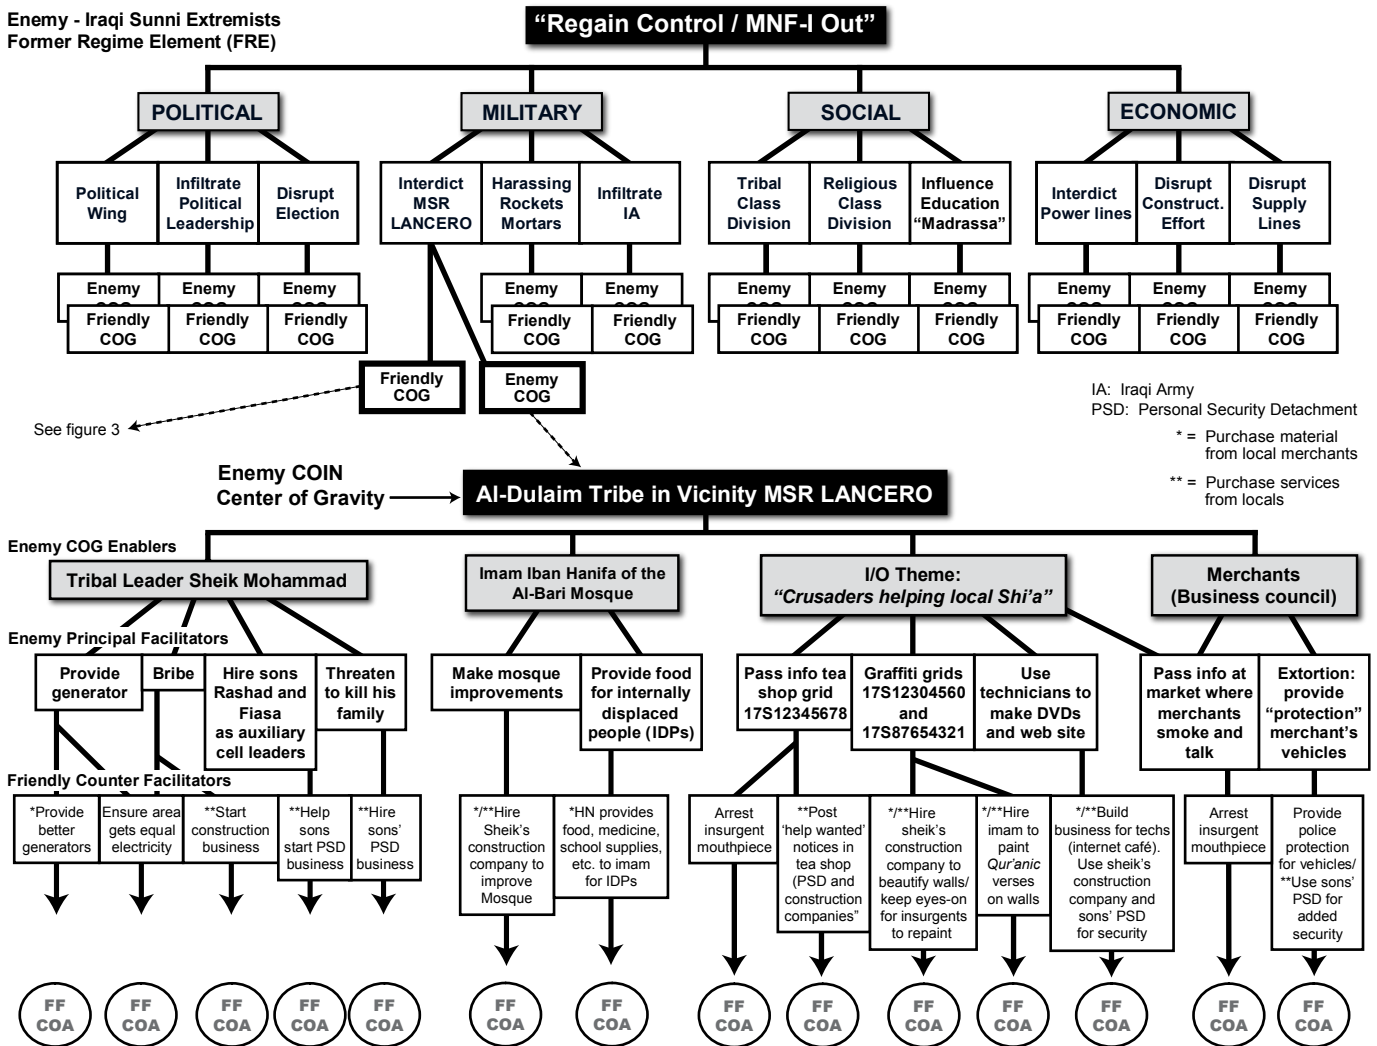 Enemy - Iraqi Sunni Extremists
Former Regime Element (FRE)
“Regain Control / MNF-I Out”
POLITICAL
MILITARY
SOCIAL
ECONOMIC
Political
Wing
Infiltrate
Political
Leadership
Disrupt
Election
Interdict
MSR
LANCERO
Harassing
Rockets
Mortars
Infiltrate
IA
Tribal
Class
Division
Religious
Class
Division
Influence
Education
“Madrassa”
Interdict
Power lines
Disrupt
Construct.
Effort
Disrupt
Supply
Lines
Enemy
COG
Enemy
COG
Enemy
COG
Enemy
COG
Enemy
COG
Enemy
COG
Enemy
COG
Enemy
COG
Enemy
COG
Enemy
COG
Enemy
COG
Friendly
COG
Friendly
COG
Friendly
COG
Friendly
COG
Friendly
COG
Friendly
COG
Friendly
COG
Friendly
COG
Friendly
COG
Friendly
COG
Friendly
COG
Friendly
COG
Enemy
COG
See figure 3
IA: Iraqi Army
PSD: Personal Security Detachment
* = Purchase material
from local merchants
** = Purchase services
from locals
Enemy COIN
Center of Gravity
Al-Dulaim Tribe in Vicinity MSR LANCERO
Enemy COG Enablers
Tribal Leader Sheik Mohammad
Imam Iban Hanifa of the
Al-Bari Mosque
I/O Theme:
“Crusaders helping local Shi’a”
Merchants
(Business council)
Enemy Principal Facilitators
Provide
generator
Bribe
Hire sons
Rashad and
Fiasa
as auxiliary
cell leaders
Threaten
to kill his
family
Make mosque
improvements
Provide food
for internally
displaced
people (IDPs)
Pass info tea
shop grid
17S12345678
Graffiti grids
17S12304560
and
17S87654321
Use
technicians to
make DVDs
and web site
Pass info at
market where
merchants
smoke and
talk
Extortion:
provide
“protection”
merchant’s
vehicles
Friendly Counter Facilitators
*Provide
better
generators
Ensure area
gets equal
electricity
**Start
construction
business
**Help
sons
start PSD
business
**Hire
sons’
PSD
business
*/**Hire
Sheik’s
construction
company to
improve
Mosque
*HN provides
food, medicine,
school supplies,
etc. to imam
for IDPs
Arrest
insurgent
mouthpiece
**Post
‘help wanted’
notices in
tea shop
(PSD and
construction
companies”
*/**Hire
sheik’s
construction
company to
beautify walls/
keep eyes-on
for insurgents
to repaint
*/**Hire
imam to
paint
Qur’anic
verses
on walls
*/**Build
business for techs
(internet café).
Use sheik’s
construction
company and
sons’ PSD
for security
Arrest
insurgent
mouthpiece
Provide
police
protection
for vehicles/
**Use sons’
PSD for
added
security
FF
COA
FF
COA
FF
COA
FF
COA
FF
COA
FF
COA
FF
COA
FF
COA
FF
COA
FF
COA
FF
COA
FF
COA
FF
COA
FF
COA